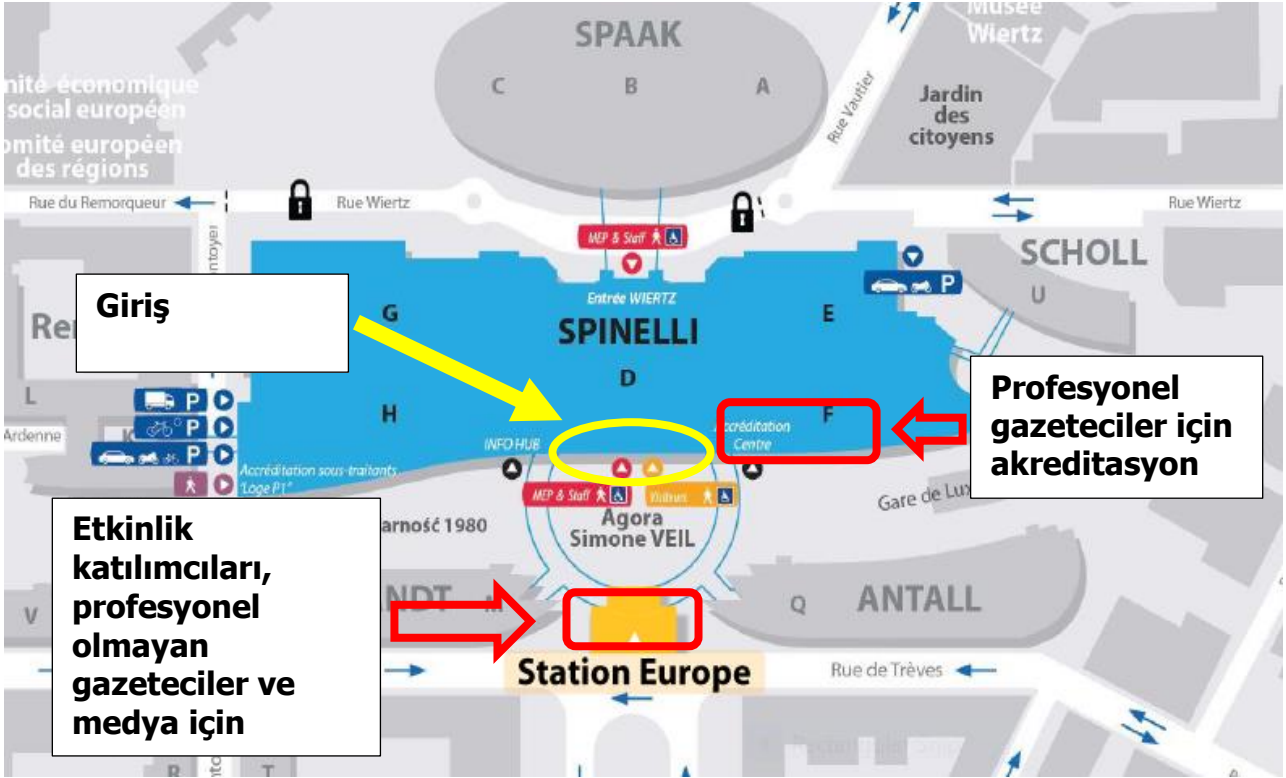 Musée
Wiertz
SPAAK
C
B
A
Rue Vautier
Jardin
des
citoyens
nité économique
social européen
omité européen
des régions
Rue du Remorqueur
Rue Wiertz
Rue Wiertz
MEP & Staff
Entrée WIERTZ
P
SCHOLL
U
Giriş
G
SPINELLI
E
D
H
F
L
P
P
P
Ardenne
INFO HUB
Accréditation
Centre
Accréditation sous-traitants
"Loge P1"
Profesyonel
gazeteciler için
akreditasyon
MEP & Staff
Visitors
Agora
Simone VEIL
arność 1980
Gare de Lux
Etkinlik
katılımcıları,
profesyonel
olmayan
gazeteciler ve
medya için
V
NDT
M
Q
ANTALL
Station Europe
Rue de Trèves
R
T